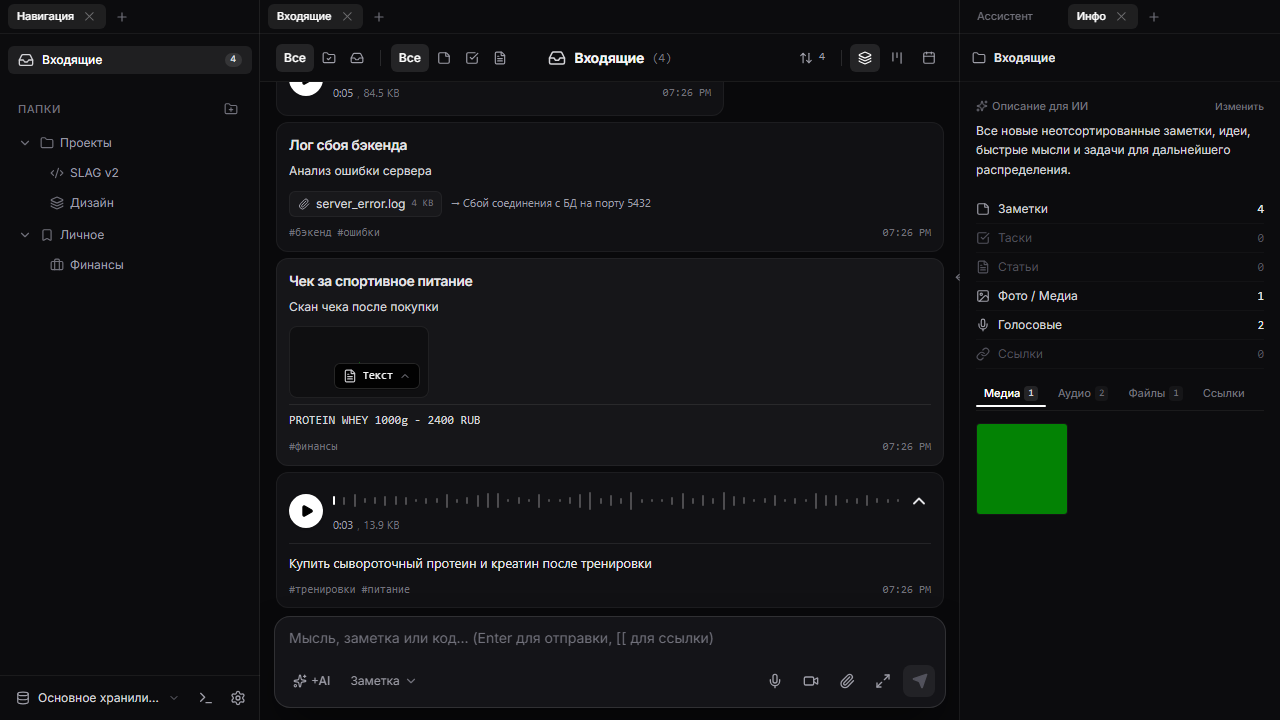 Навигация
Входящие
4
ПАПКИ
Проекты
SLAG v2
Дизайн
Личное
Финансы
Основное хранили...
Входящие
Все
Все
Входящие (4)
4
0:05 , 84.5 KB
07:26 PM
Лог сбоя бэкенда
Анализ ошибки сервера
server_error.log 4 KB → Сбой соединения с БД на порту 5432
#бэкенд #ошибки
07:26 PM
Чек за спортивное питание
Скан чека после покупки
Текст
PROTEIN WHEY 1000g - 2400 RUB
#финансы
07:26 PM
0:03 , 13.9 KB
Купить сывороточный протеин и креатин после тренировки
#тренировки #питание
07:26 PM
Мысль, заметка или код... (Enter для отправки, [[ для ссылки)
+AI
Заметка
Ассистент
Инфо
Входящие
Описание для ИИ
Изменить
Все новые неотсортированные заметки, идеи,
быстрые мысли и задачи для дальнейшего
распределения.
Заметки 4
Таски 0
Статьи 0
Фото / Медиа 1
Голосовые 2
Ссылки 0
Медиа 1 Аудио 2 Файлы 1 Ссылки